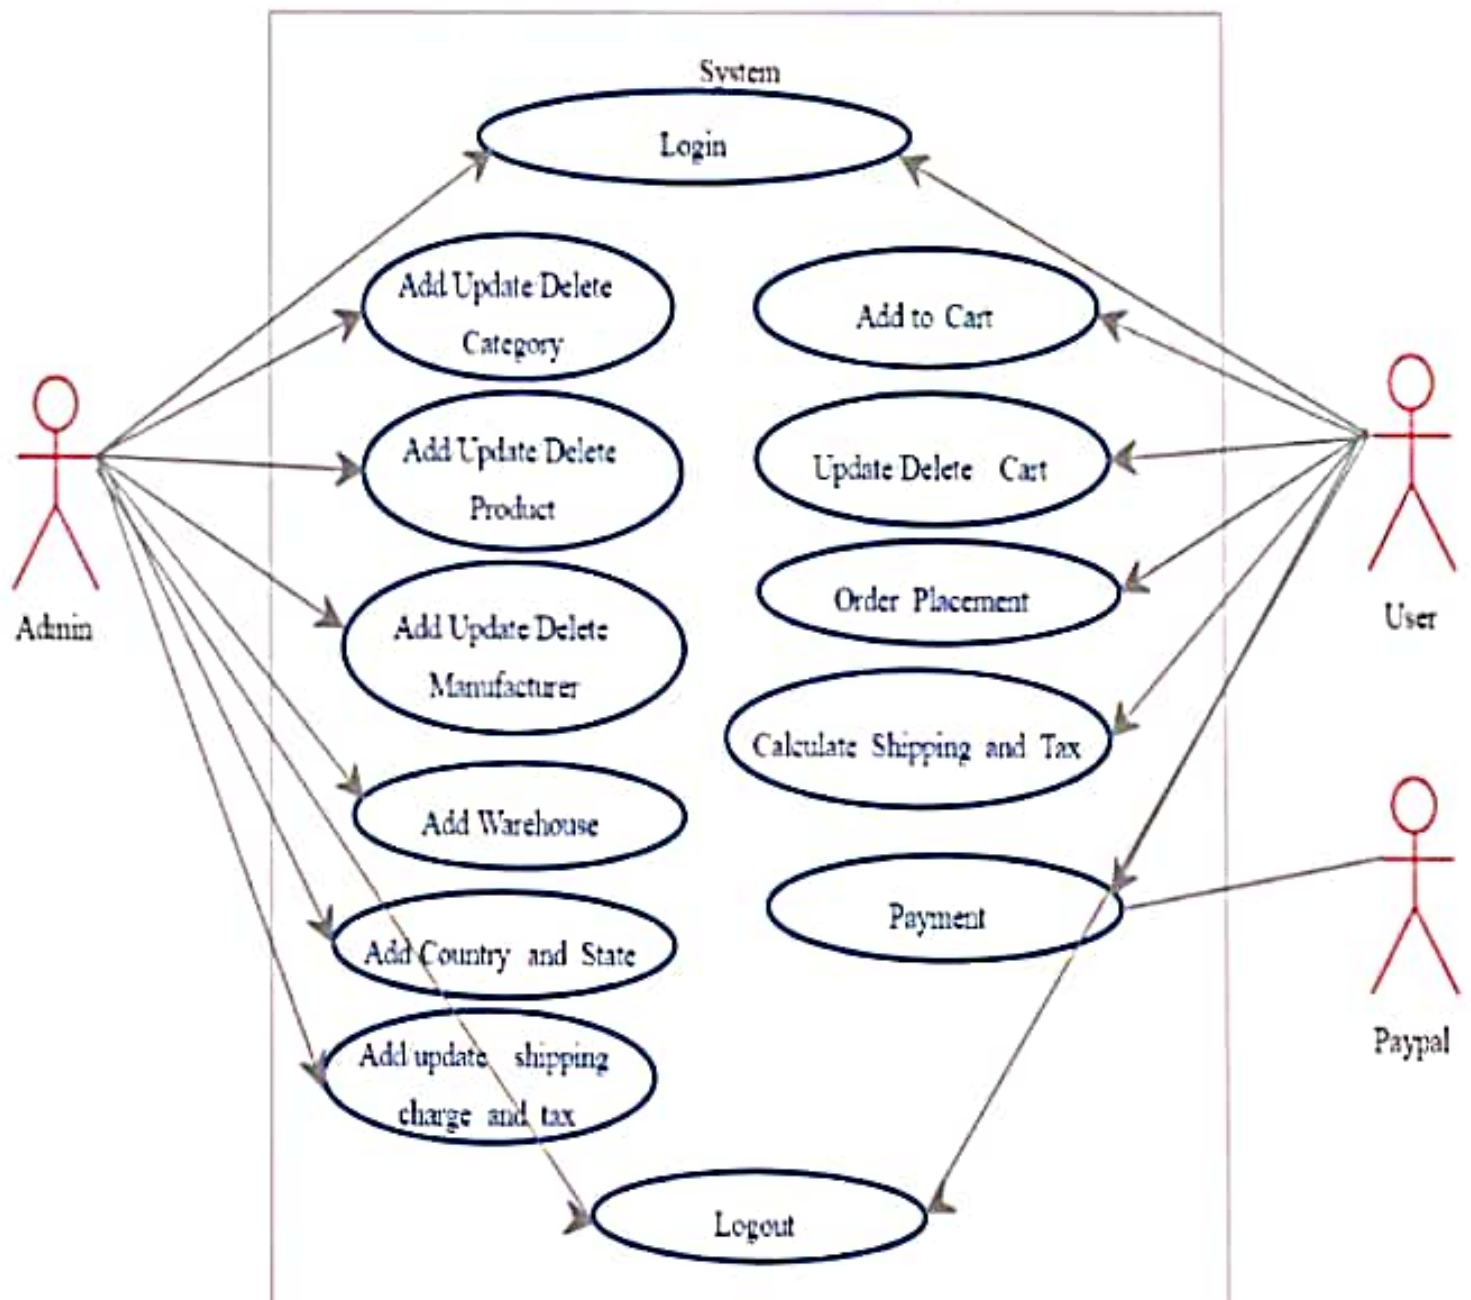 System
Login
Add Update Delete
Category
Add to Cart
Add Update Delete
Product
Update Delete Cart
Order Placement
Admin
User
Add Update Delete
Manufacturer
Calculate Shipping and Tax
Add Warehouse
Payment
Add Country and State
Paypal
Add update shipping
charge and tax
Logout